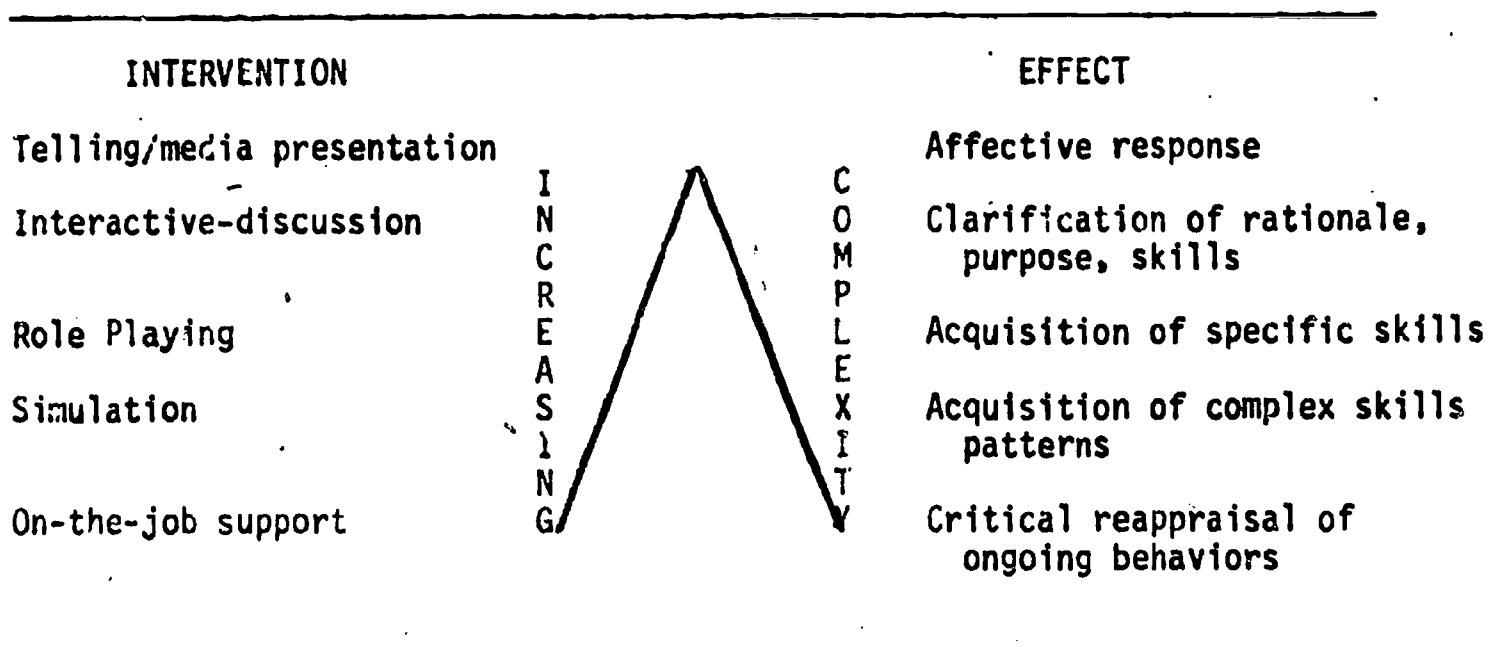 INTERVENTION EFFECT
Telling/media presentation Affective response
Interactive-discussion Clarification of rationale,
purpose, skills
Role Playing Acquisition of specific skills
Simulation Acquisition of complex skills
patterns
On-the-job support Critical reappraisal of
ongoing behaviors
INCREASING
COMPLEXITY